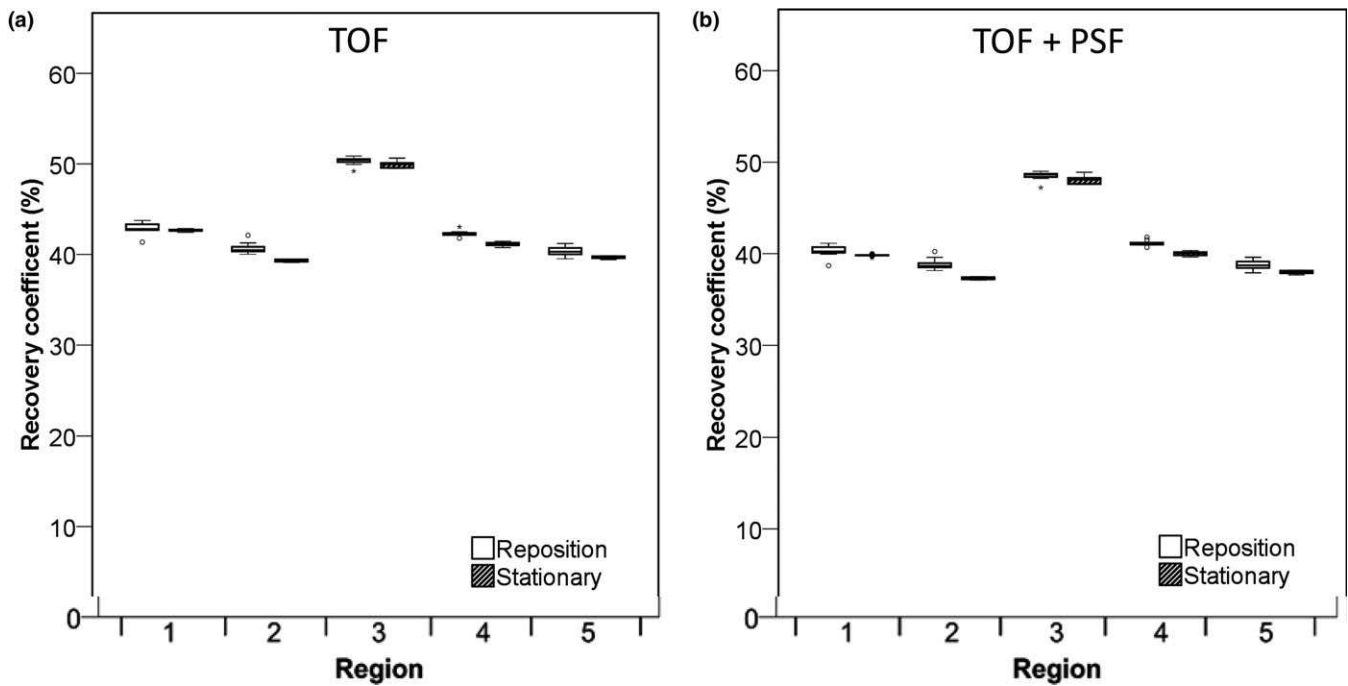 (a)
TOF
Recovery coefficent (%)
60
50
40
30
20
10
0
Reposition
Stationary
1 2 3 4 5
Region
(b)
TOF + PSF
Recovery coefficent (%)
60
50
40
30
20
10
0
Reposition
Stationary
1 2 3 4 5
Region